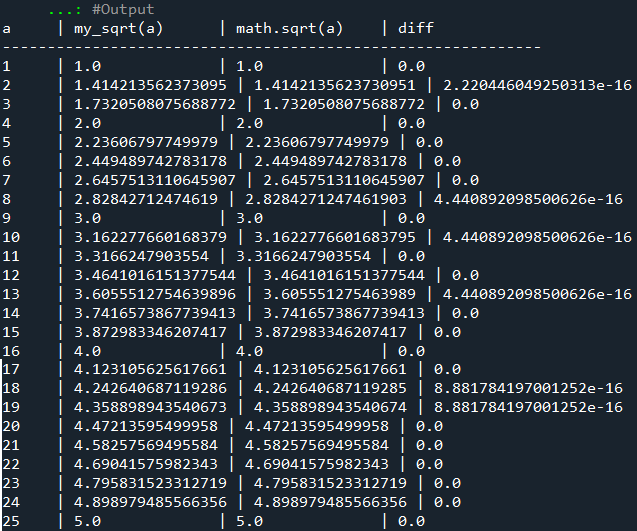 ...: #Output
a     | my_sqrt(a)     | math.sqrt(a)     | diff
------------------------------------------------------
1     | 1.0            | 1.0            | 0.0
2     | 1.414213562373095 | 1.4142135623730951 | 2.220446049250313e-16
3     | 1.7320508075688772 | 1.7320508075688772 | 0.0
4     | 2.0            | 2.0            | 0.0
5     | 2.23606797749979 | 2.23606797749979 | 0.0
6     | 2.449489742783178 | 2.449489742783178 | 0.0
7     | 2.6457513110645907 | 2.6457513110645907 | 0.0
8     | 2.82842712474619 | 2.8284271247461903 | 4.440892098500626e-16
9     | 3.0            | 3.0            | 0.0
10    | 3.162277660168379 | 3.1622776601683795 | 4.440892098500626e-16
11    | 3.3166247903554 | 3.3166247903554 | 0.0
12    | 3.4641016151377544 | 3.4641016151377544 | 0.0
13    | 3.6055512754639896 | 3.605551275463989 | 4.440892098500626e-16
14    | 3.7416573867739413 | 3.7416573867739413 | 0.0
15    | 3.872983346207417 | 3.872983346207417 | 0.0
16    | 4.0            | 4.0            | 0.0
17    | 4.123105625617661 | 4.123105625617661 | 0.0
18    | 4.242640687119286 | 4.242640687119285 | 8.881784197001252e-16
19    | 4.358898943540673 | 4.358898943540674 | 8.881784197001252e-16
20    | 4.47213595499958 | 4.47213595499958 | 0.0
21    | 4.58257569495584 | 4.58257569495584 | 0.0
22    | 4.69041575982343 | 4.69041575982343 | 0.0
23    | 4.795831523312719 | 4.795831523312719 | 0.0
24    | 4.898979485566356 | 4.898979485566356 | 0.0
25    | 5.0            | 5.0            | 0.0